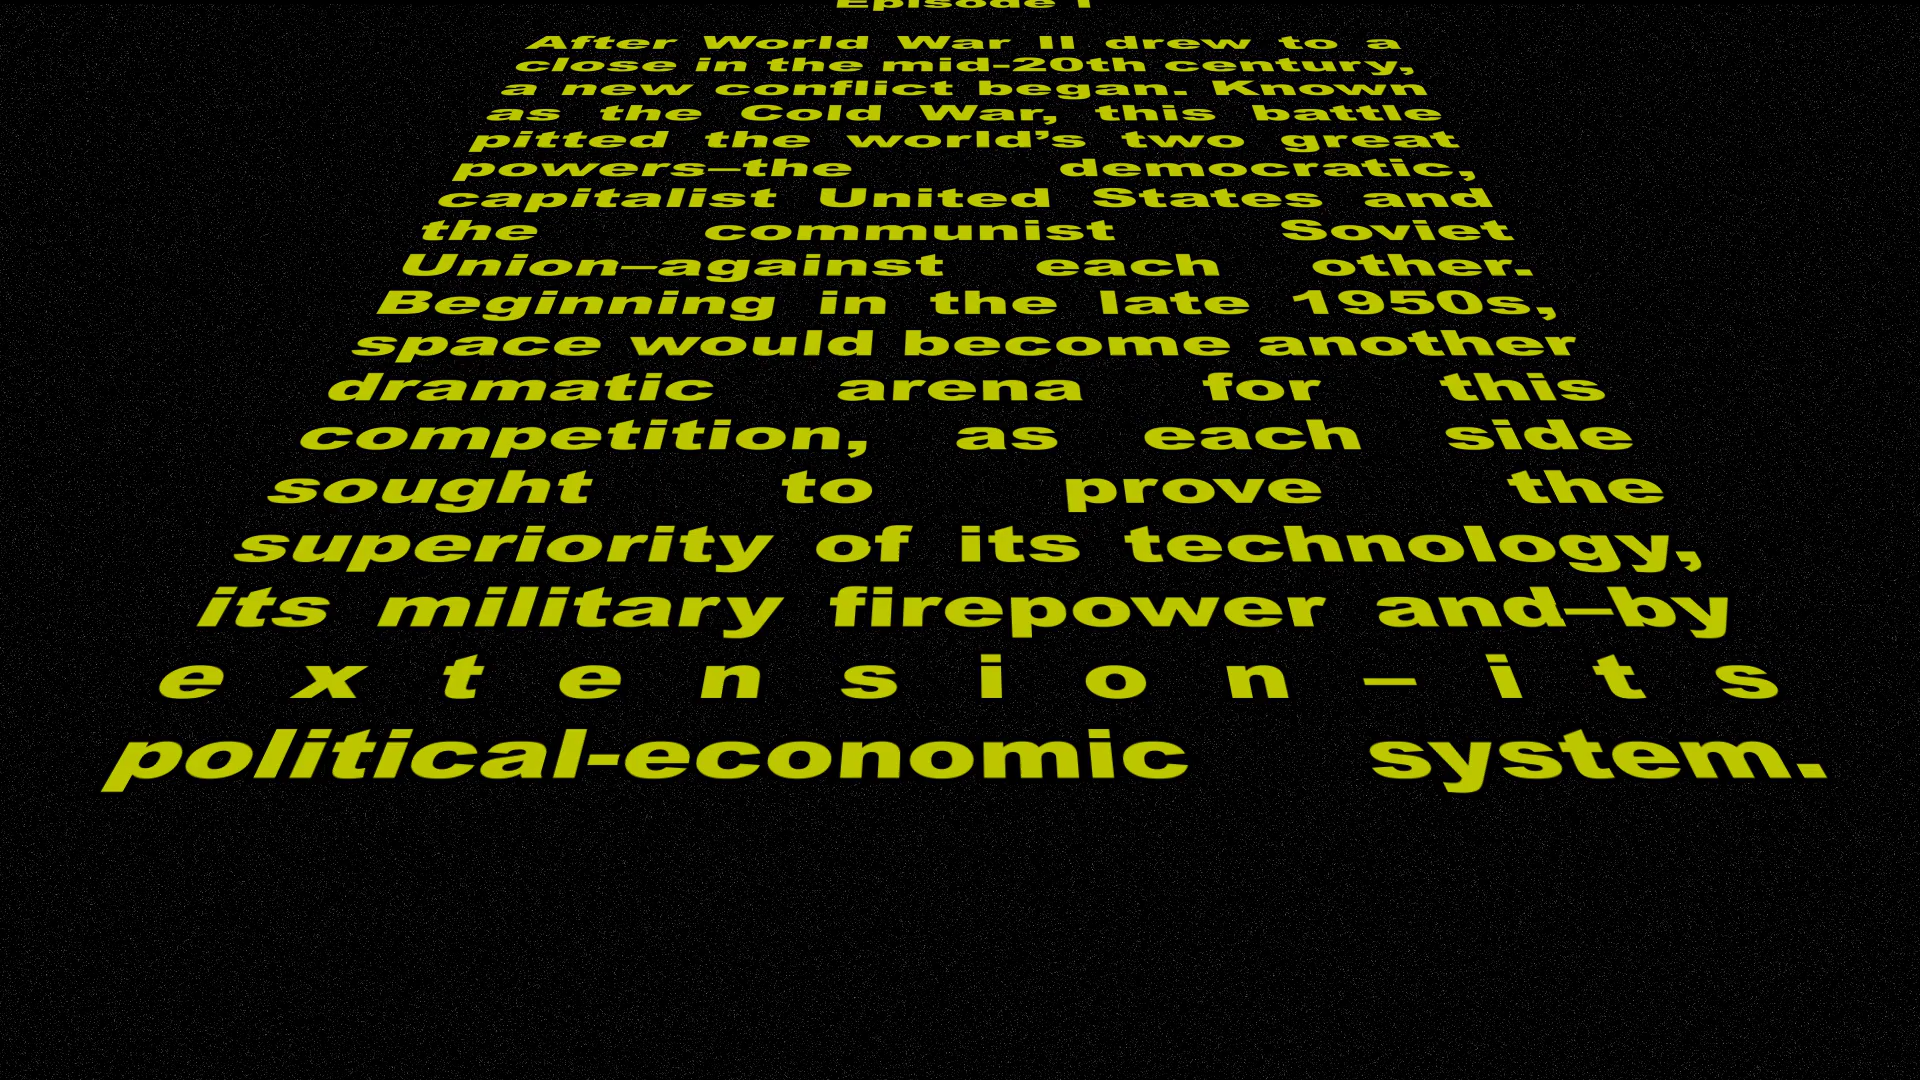 Episode I
After World War II drew to a
close in the mid-20th century,
a new conflict began. Known
as the Cold War, this battle
pitted the world’s two great
powers–the democratic,
capitalist United States and
the communist Soviet
Union–against each other.
Beginning in the late 1950s,
space would become another
dramatic arena for this
competition, as each side
sought to prove the
superiority of its technology,
its military firepower and–by
extension–its
political-economic system.